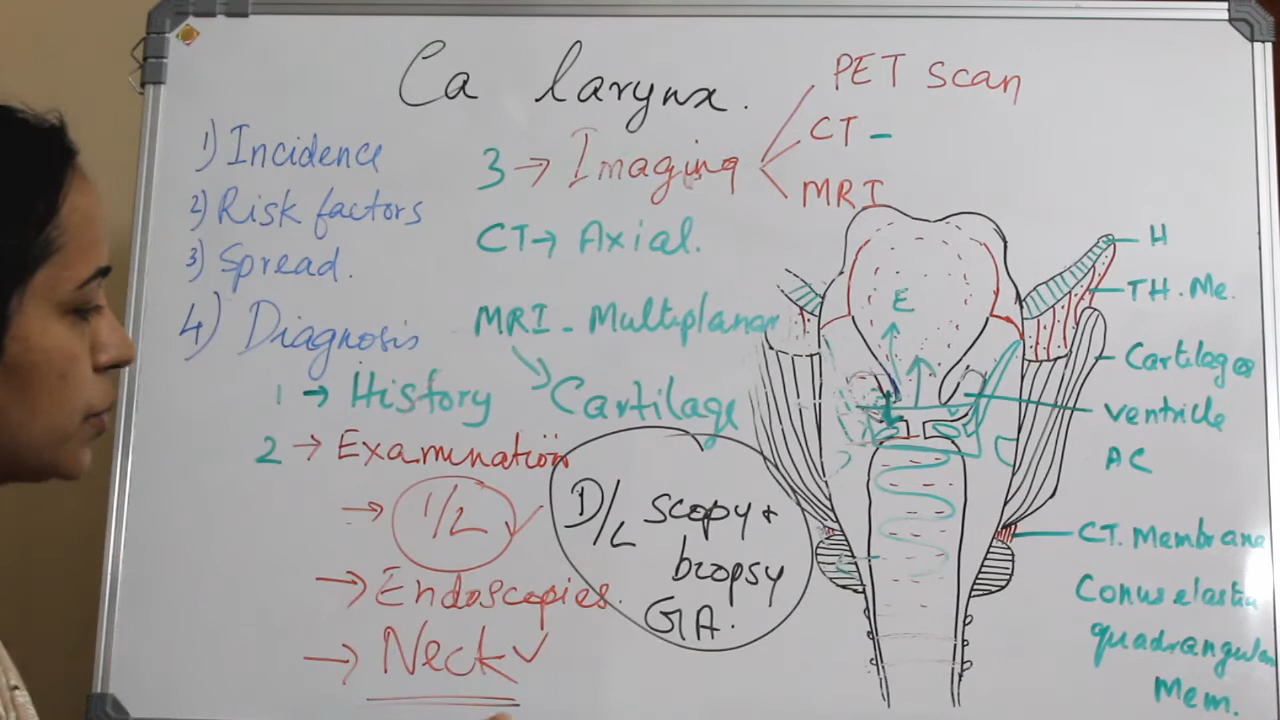 Ca larynx.
1) Incidence
2) Risk factors
3) Spread.
4) Diagnosis
1 → History
2 → Examination
→ I/L ✓
→ Endoscopies.
→ Neck ✓
3 → Imaging
PET scan
CT -
MRI
CT → Axial.
MRI - Multiplanar
Cartilage
D/L scopy +
biopsy
GA.
E
H
TH. Me.
Cartilages
ventricle
AC
CT. Membrane
Conus elastic
quadrangular
Mem.